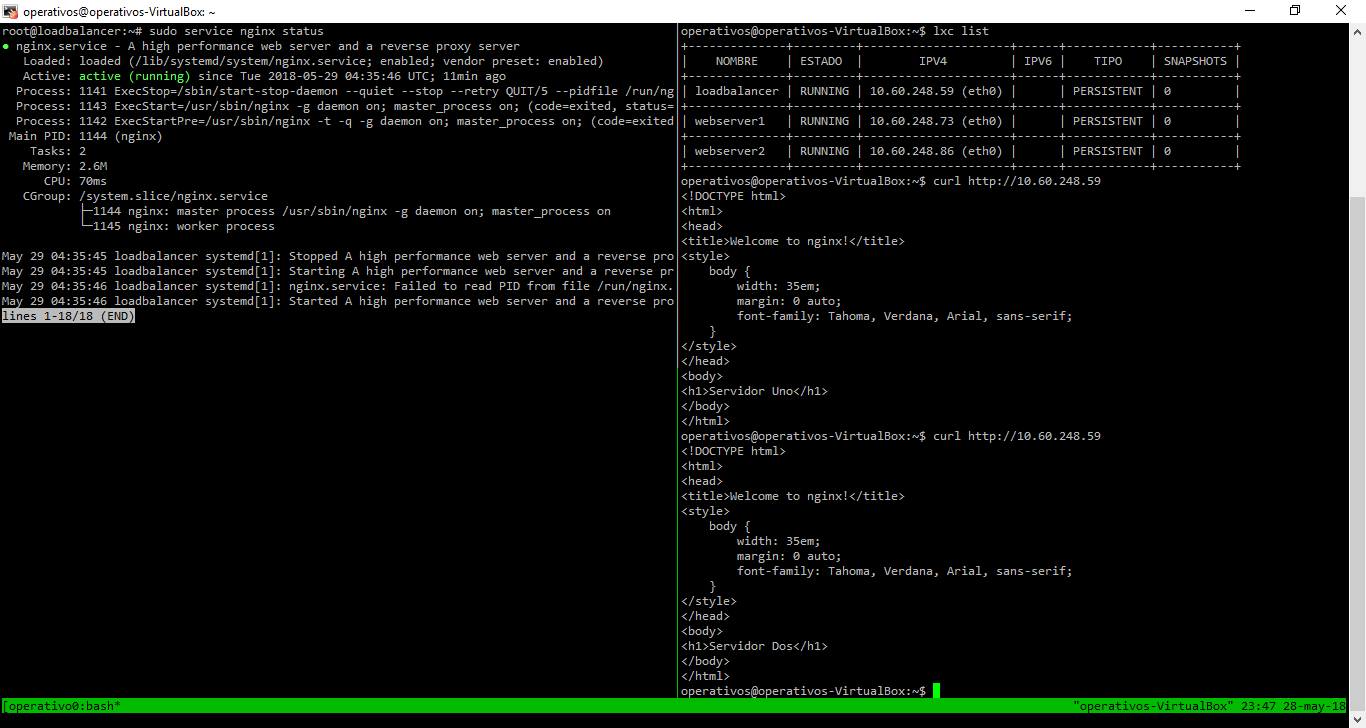 operativos@operativos-VirtualBox: ~
root@loadbalancer:~# sudo service nginx status
● nginx.service - A high performance web server and a reverse proxy server
   Loaded: loaded (/lib/systemd/system/nginx.service; enabled; vendor preset: enabled)
   Active: active (running) since Tue 2018-05-29 04:35:46 UTC; 11min ago
  Process: 1141 ExecStop=/sbin/start-stop-daemon --quiet --stop --retry QUIT/5 --pidfile /run/ng
  Process: 1143 ExecStart=/usr/sbin/nginx -g daemon on; master_process on; (code=exited, status=
  Process: 1142 ExecStartPre=/usr/sbin/nginx -t -q -g daemon on; master_process on; (code=exited
 Main PID: 1144 (nginx)
    Tasks: 2
   Memory: 2.6M
      CPU: 70ms
   CGroup: /system.slice/nginx.service
           ├─1144 nginx: master process /usr/sbin/nginx -g daemon on; master_process on
           └─1145 nginx: worker process
May 29 04:35:45 loadbalancer systemd[1]: Stopped A high performance web server and a reverse pro
May 29 04:35:45 loadbalancer systemd[1]: Starting A high performance web server and a reverse pr
May 29 04:35:46 loadbalancer systemd[1]: nginx.service: Failed to read PID from file /run/nginx.
May 29 04:35:46 loadbalancer systemd[1]: Started A high performance web server and a reverse pro
lines 1-18/18 (END)
operativos@operativos-VirtualBox:~$ lxc list
+--------------+---------+---------------------+------+------------+-----------+
|    NOMBRE    | ESTADO  |        IPV4         | IPV6 |    TIPO    | SNAPSHOTS |
+--------------+---------+---------------------+------+------------+-----------+
| loadbalancer | RUNNING | 10.60.248.59 (eth0) |      | PERSISTENT | 0         |
+--------------+---------+---------------------+------+------------+-----------+
| webserver1   | RUNNING | 10.60.248.73 (eth0) |      | PERSISTENT | 0         |
+--------------+---------+---------------------+------+------------+-----------+
| webserver2   | RUNNING | 10.60.248.86 (eth0) |      | PERSISTENT | 0         |
+--------------+---------+---------------------+------+------------+-----------+
operativos@operativos-VirtualBox:~$ curl http://10.60.248.59
<!DOCTYPE html>
<html>
<head>
<title>Welcome to nginx!</title>
<style>
    body {
        width: 35em;
        margin: 0 auto;
        font-family: Tahoma, Verdana, Arial, sans-serif;
    }
</style>
</head>
<body>
<h1>Servidor Uno</h1>
</body>
</html>
operativos@operativos-VirtualBox:~$ curl http://10.60.248.59
<!DOCTYPE html>
<html>
<head>
<title>Welcome to nginx!</title>
<style>
    body {
        width: 35em;
        margin: 0 auto;
        font-family: Tahoma, Verdana, Arial, sans-serif;
    }
</style>
</head>
<body>
<h1>Servidor Dos</h1>
</body>
</html>
operativos@operativos-VirtualBox:~$
[operativo0:bash* "operativos-VirtualBox" 23:47 28-may-18